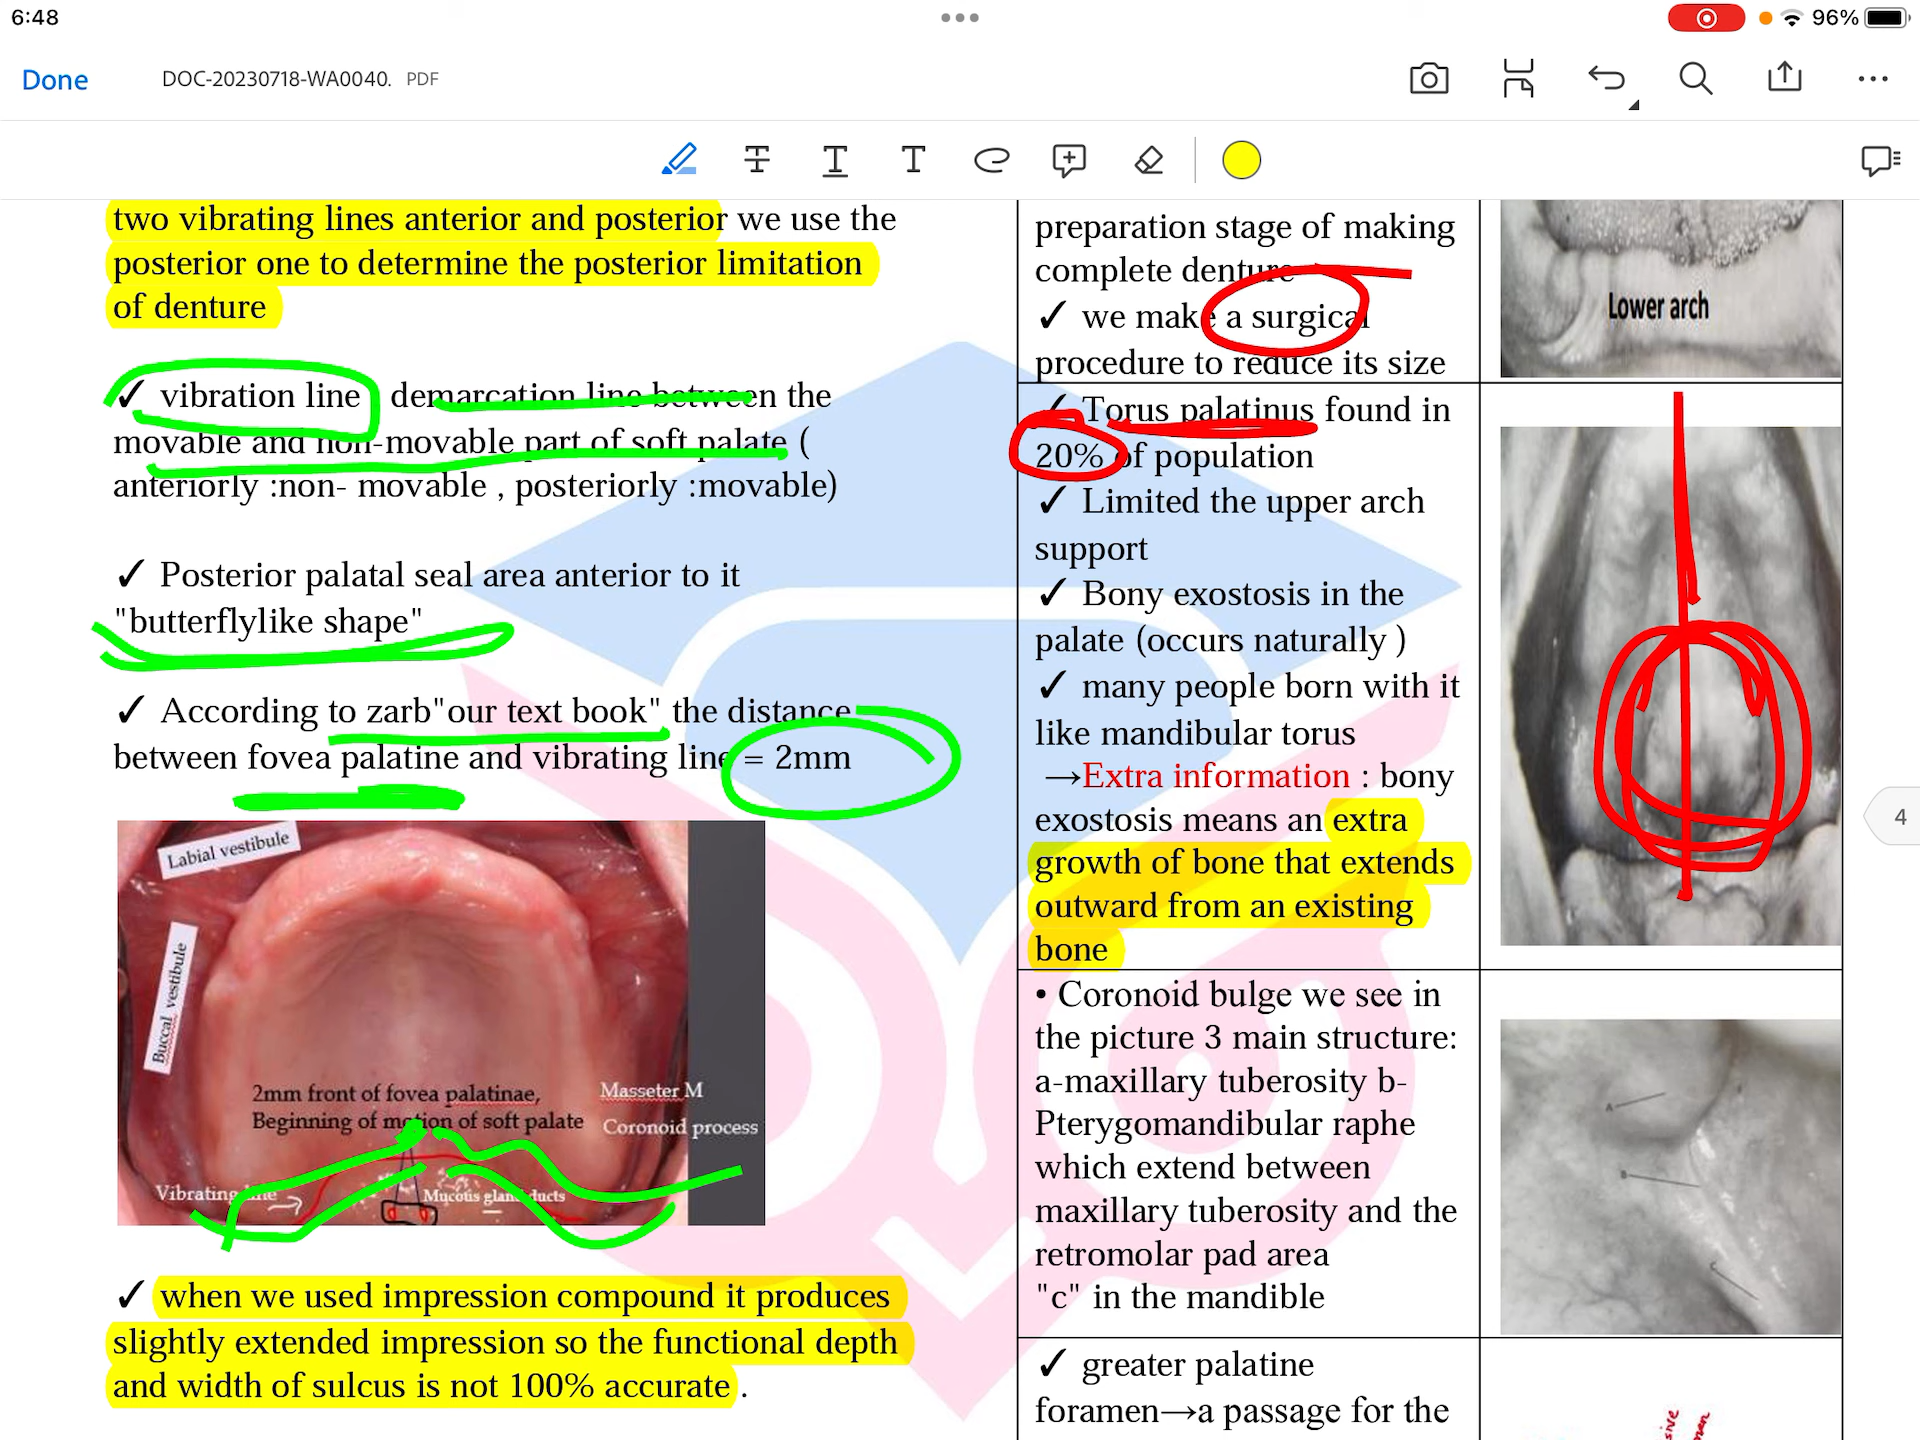 6:48
96%
Done
DOC-20230718-WA0040. PDF
two vibrating lines anterior and posterior we use the
posterior one to determine the posterior limitation
of denture
✓ vibration line demarcation line between the
movable and non-movable part of soft palate (
anteriorly :non- movable , posteriorly :movable)
✓ Posterior palatal seal area anterior to it
"butterflylike shape"
✓ According to zarb"our text book" the distance
between fovea palatine and vibrating line = 2mm
Labial vestibule
Buccal vestibule
2mm front of fovea palatinae,
Beginning of motion of soft palate
Masseter M
Coronoid process
Vibrating line
Mucous gland ducts
✓ when we used impression compound it produces
slightly extended impression so the functional depth
and width of sulcus is not 100% accurate .
preparation stage of making
complete denture
✓ we make a surgical
procedure to reduce its size
Lower arch
✓ Torus palatinus found in
20% of population
✓ Limited the upper arch
support
✓ Bony exostosis in the
palate (occurs naturally )
✓ many people born with it
like mandibular torus
→Extra information : bony
exostosis means an extra
growth of bone that extends
outward from an existing
bone
4
• Coronoid bulge we see in
the picture 3 main structure:
a-maxillary tuberosity b-
Pterygomandibular raphe
which extend between
maxillary tuberosity and the
retromolar pad area
"c" in the mandible
A
B
C
✓ greater palatine
foramen→a passage for the